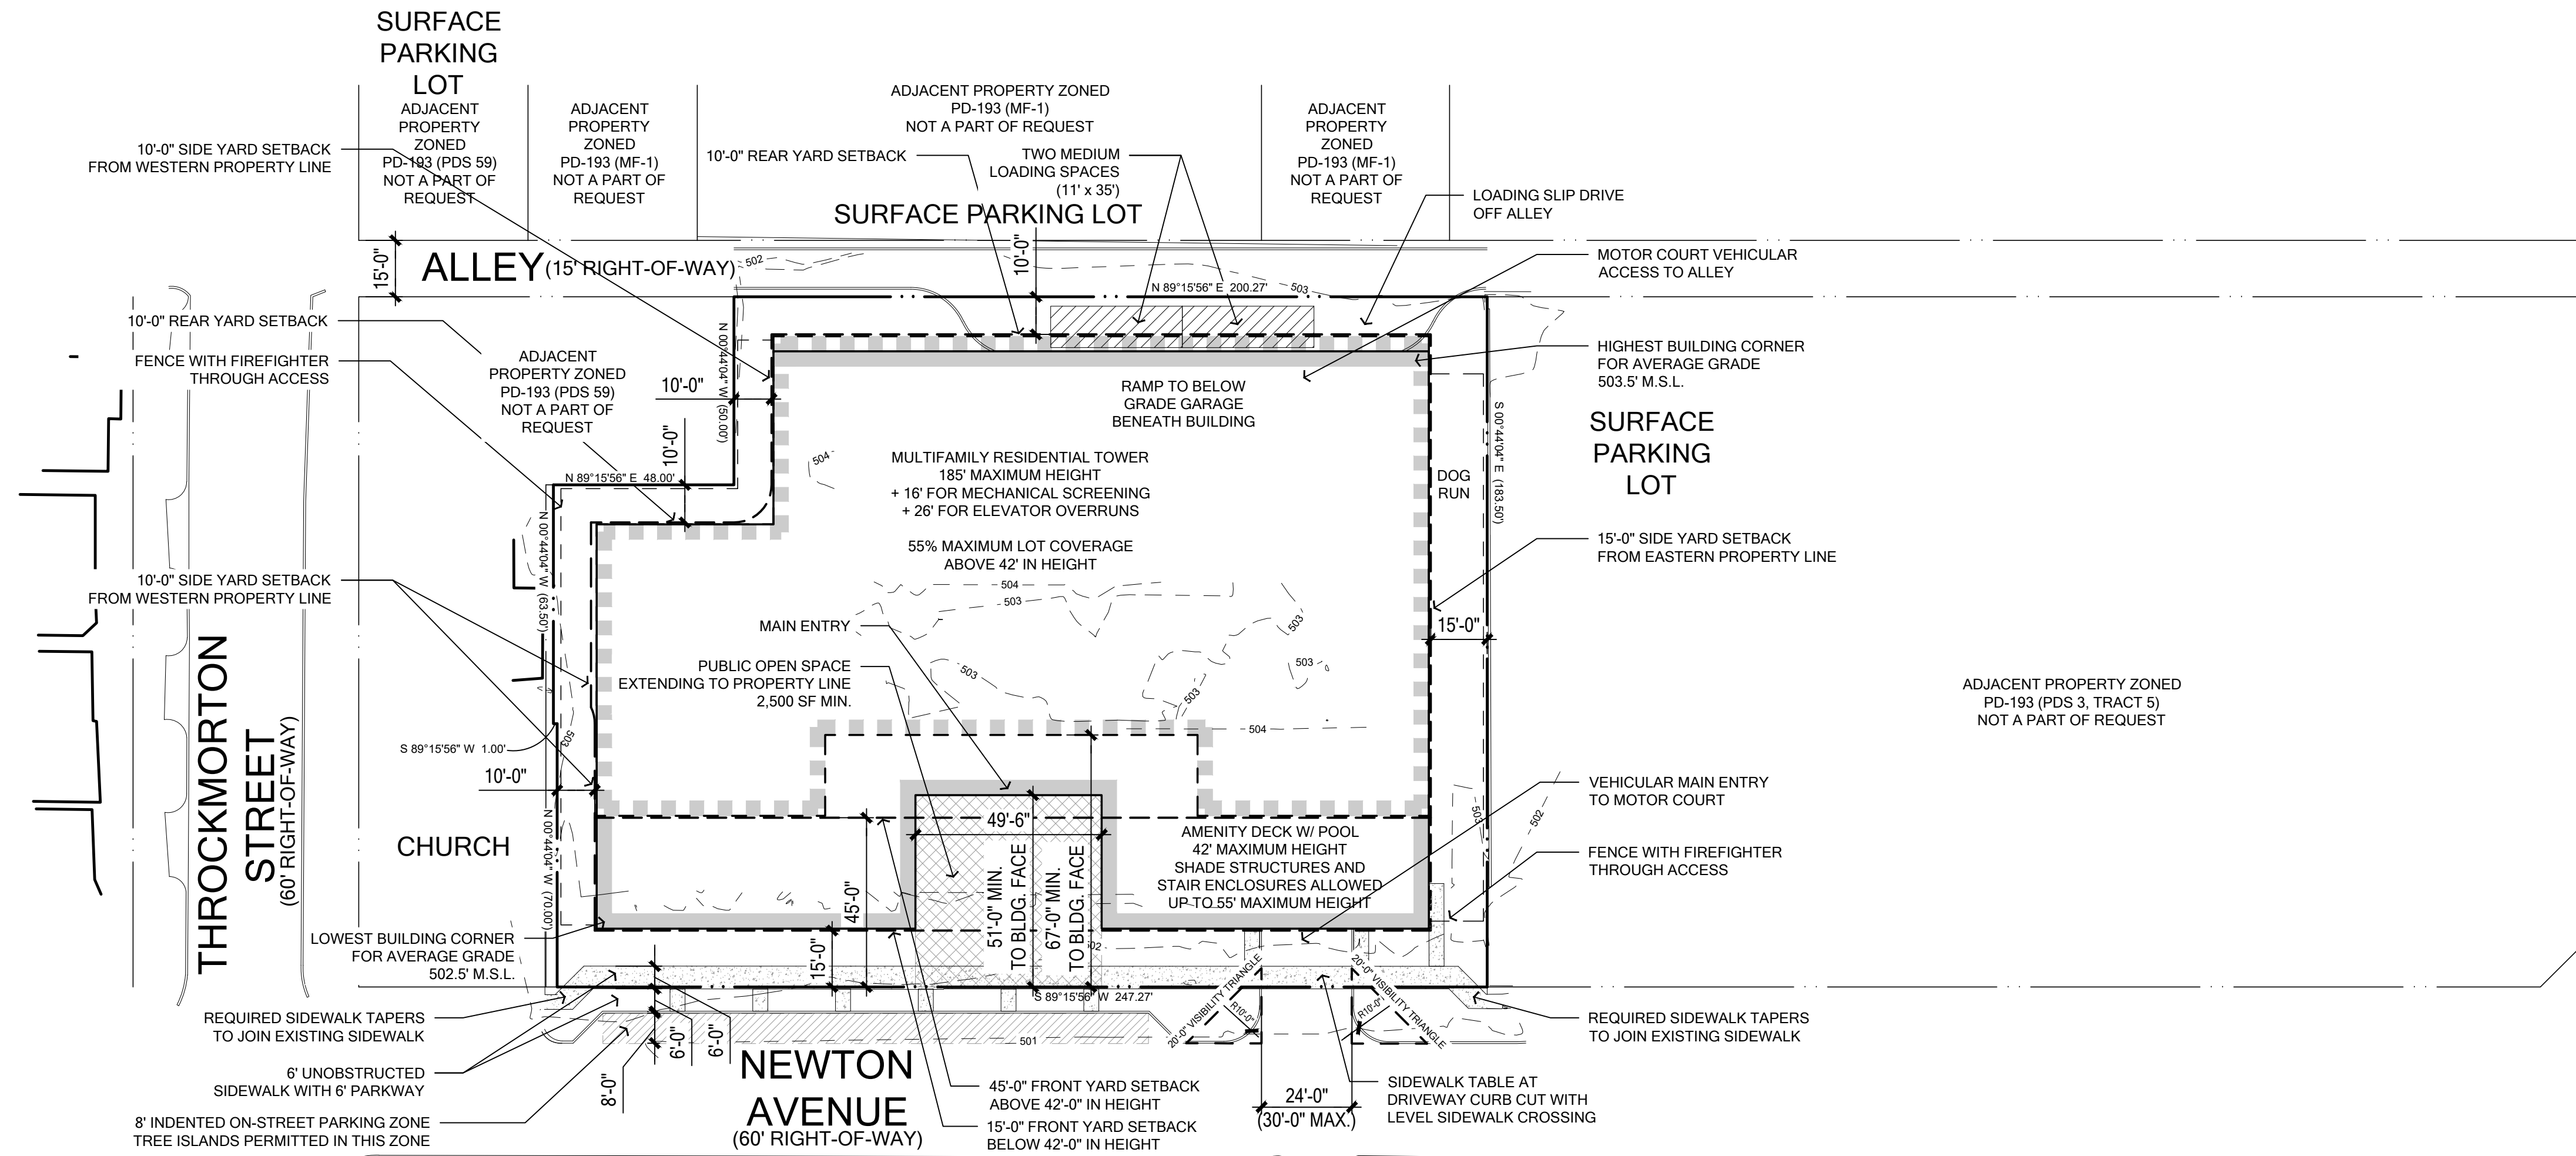 SURFACE
PARKING
LOT
ADJACENT
PROPERTY
ZONED
PD-193 (PDS 59)
NOT A PART OF
REQUEST
ADJACENT
PROPERTY
ZONED
PD-193 (MF-1)
NOT A PART OF
REQUEST
ADJACENT PROPERTY ZONED
PD-193 (MF-1)
NOT A PART OF REQUEST
ADJACENT
PROPERTY
ZONED
PD-193 (MF-1)
NOT A PART OF
REQUEST
10'-0" SIDE YARD SETBACK
FROM WESTERN PROPERTY LINE
10'-0" REAR YARD SETBACK
TWO MEDIUM
LOADING SPACES
(11' x 35')
SURFACE PARKING LOT
LOADING SLIP DRIVE
OFF ALLEY
15'-0"
ALLEY (15' RIGHT-OF-WAY)
502
10'-0"
MOTOR COURT VEHICULAR
ACCESS TO ALLEY
N 89°15'56" E 200.27'
503
10'-0" REAR YARD SETBACK
FENCE WITH FIREFIGHTER
THROUGH ACCESS
ADJACENT
PROPERTY ZONED
PD-193 (PDS 59)
NOT A PART OF
REQUEST
N 00°44'04" W (50.00')
10'-0"
10'-0"
RAMP TO BELOW
GRADE GARAGE
BENEATH BUILDING
HIGHEST BUILDING CORNER
FOR AVERAGE GRADE
503.5' M.S.L.
SURFACE
PARKING
LOT
S 00°44'04" E (183.50')
DOG
RUN
504
MULTIFAMILY RESIDENTIAL TOWER
185' MAXIMUM HEIGHT
+ 16' FOR MECHANICAL SCREENING
+ 26' FOR ELEVATOR OVERRUNS
55% MAXIMUM LOT COVERAGE
ABOVE 42' IN HEIGHT
N 89°15'56" E 48.00'
N 00°44'04" W (63.50')
15'-0" SIDE YARD SETBACK
FROM EASTERN PROPERTY LINE
10'-0" SIDE YARD SETBACK
FROM WESTERN PROPERTY LINE
504
503
503
503
503
503
504
15'-0"
MAIN ENTRY
PUBLIC OPEN SPACE
EXTENDING TO PROPERTY LINE
2,500 SF MIN.
ADJACENT PROPERTY ZONED
PD-193 (PDS 3, TRACT 5)
NOT A PART OF REQUEST
THROCKMORTON
STREET
(60' RIGHT-OF-WAY)
S 89°15'56" W 1.00'
503
10'-0"
N 00°44'04" W (70.00')
CHURCH
VEHICULAR MAIN ENTRY
TO MOTOR COURT
503
502
49'-6"
AMENITY DECK W/ POOL
42' MAXIMUM HEIGHT
SHADE STRUCTURES AND
STAIR ENCLOSURES ALLOWED
UP TO 55' MAXIMUM HEIGHT
FENCE WITH FIREFIGHTER
THROUGH ACCESS
45'-0"
51'-0" MIN.
TO BLDG. FACE
67'-0" MIN.
TO BLDG. FACE
15'-0"
LOWEST BUILDING CORNER
FOR AVERAGE GRADE
502.5' M.S.L.
502
S 89°15'56" W 247.27'
20'-0" VISIBILITY TRIANGLE
R10'-0"
20'-0" VISIBILITY TRIANGLE
R10'-0"
REQUIRED SIDEWALK TAPERS
TO JOIN EXISTING SIDEWALK
REQUIRED SIDEWALK TAPERS
TO JOIN EXISTING SIDEWALK
501
6'-0"
6'-0"
8'-0"
NEWTON
AVENUE
(60' RIGHT-OF-WAY)
6' UNOBSTRUCTED
SIDEWALK WITH 6' PARKWAY
8' INDENTED ON-STREET PARKING ZONE
TREE ISLANDS PERMITTED IN THIS ZONE
45'-0" FRONT YARD SETBACK
ABOVE 42'-0" IN HEIGHT
15'-0" FRONT YARD SETBACK
BELOW 42'-0" IN HEIGHT
24'-0"
(30'-0" MAX.)
SIDEWALK TABLE AT
DRIVEWAY CURB CUT WITH
LEVEL SIDEWALK CROSSING